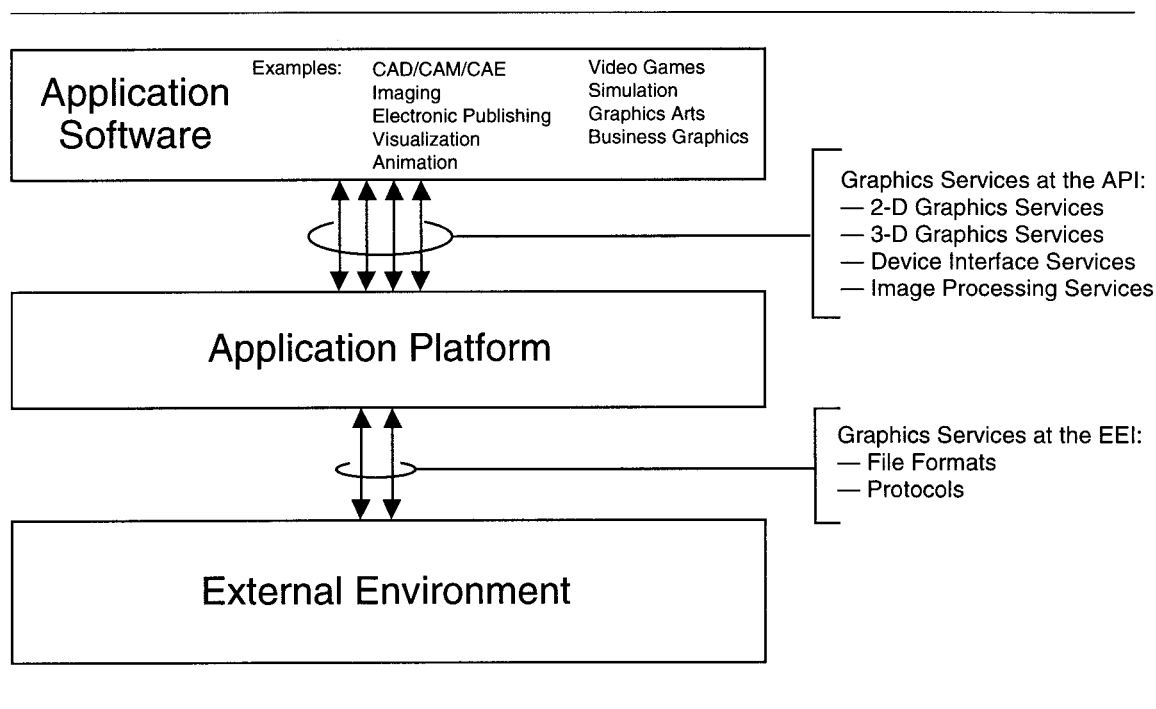 Application
Software
Examples:
CAD/CAM/CAE
Imaging
Electronic Publishing
Visualization
Animation
Video Games
Simulation
Graphics Arts
Business Graphics
Graphics Services at the API:
— 2-D Graphics Services
— 3-D Graphics Services
— Device Interface Services
— Image Processing Services
Application Platform
Graphics Services at the EEI:
— File Formats
— Protocols
External Environment